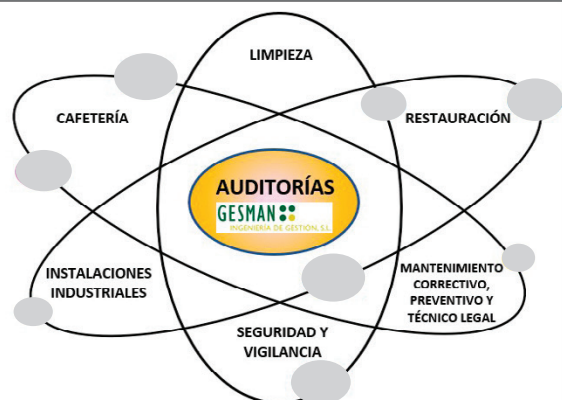 LIMPIEZA
CAFETERÍA
RESTAURACIÓN
AUDITORÍAS
GESMAN
INGENIERÍA DE GESTIÓN, S.L.
INSTALACIONES
INDUSTRIALES
MANTENIMIENTO
CORRECTIVO,
PREVENTIVO Y
TÉCNICO LEGAL
SEGURIDAD Y
VIGILANCIA